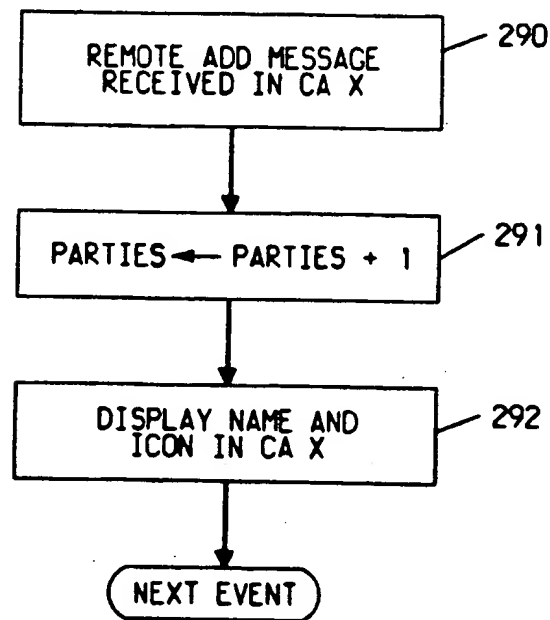 REMOTE ADD MESSAGE
RECEIVED IN CA X
290
PARTIES ← PARTIES + 1
291
DISPLAY NAME AND
ICON IN CA X
292
NEXT EVENT